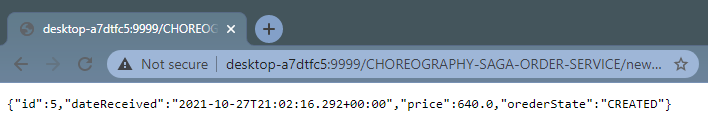 desktop-a7dtfc5:9999/CHOREOG
Not secure | desktop-a7dtfc5:9999/CHOREOGRAPHY-SAGA-ORDER-SERVICE/new...
{"id":5,"dateReceived":"2021-10-27T21:02:16.292+00:00","price":640.0,"orederState":"CREATED"}